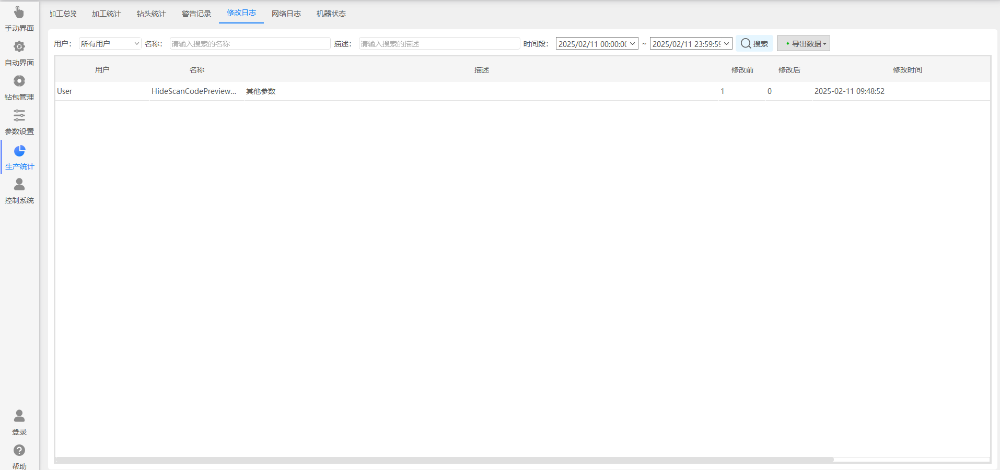 手动界面
自动界面
钻包管理
参数设置
生产统计
控制系统
登录
帮助
加工总览 加工统计 钻头统计 警告记录 修改日志 网络日志 机器状态
用户： 所有用户 名称： 请输入搜索的名称 描述： 请输入搜索的描述 时间段： 2025/02/11 00:00:00 ~ 2025/02/11 23:59:59 搜索 导出数据
用户 名称 描述 修改前 修改后 修改时间
User HideScanCodePreview... 其他参数 1 0 2025-02-11 09:48:52